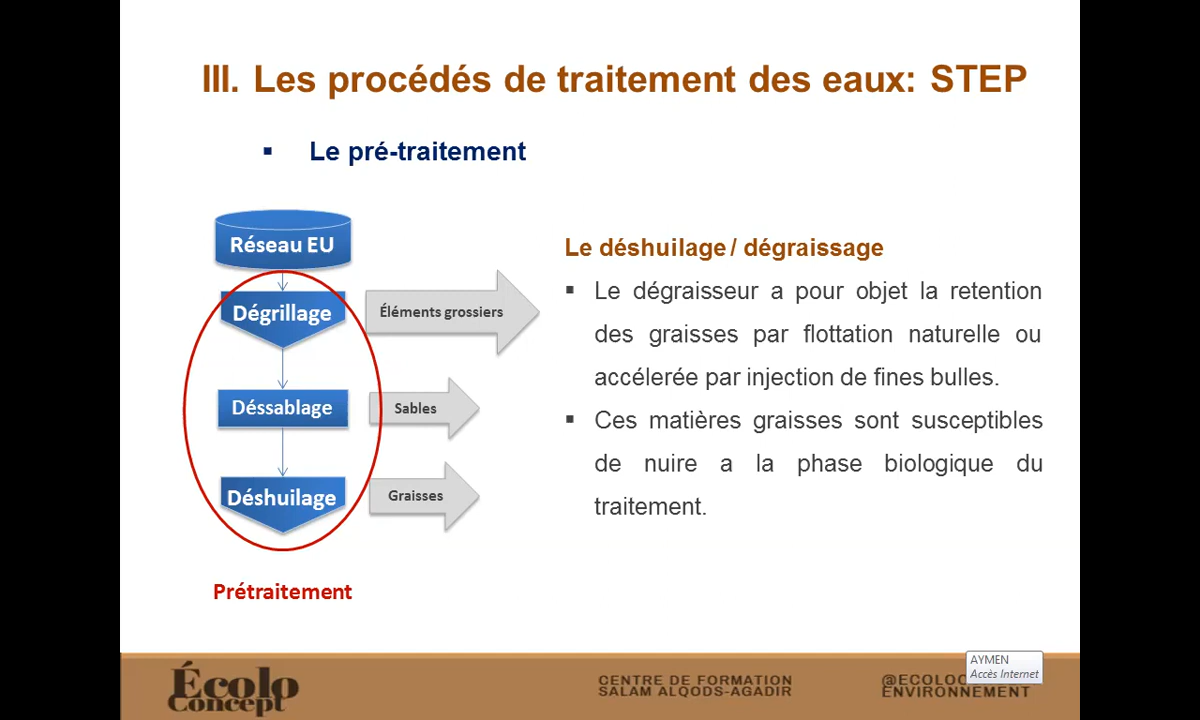 III. Les procédés de traitement des eaux: STEP
▪ Le pré-traitement
Réseau EU
Dégrillage
Éléments grossiers
Déssablage
Sables
Déshuilage
Graisses
Prétraitement
Le déshuilage / dégraissage
▪ Le dégraisseur a pour objet la retention
des graisses par flottation naturelle ou
accélerée par injection de fines bulles.
▪ Ces matières graisses sont susceptibles
de nuire a la phase biologique du
traitement.
Écolo
Concept
CENTRE DE FORMATION
SALAM ALQODS-AGADIR
ENVIRONNEMENT
AYMEN
Accès Internet